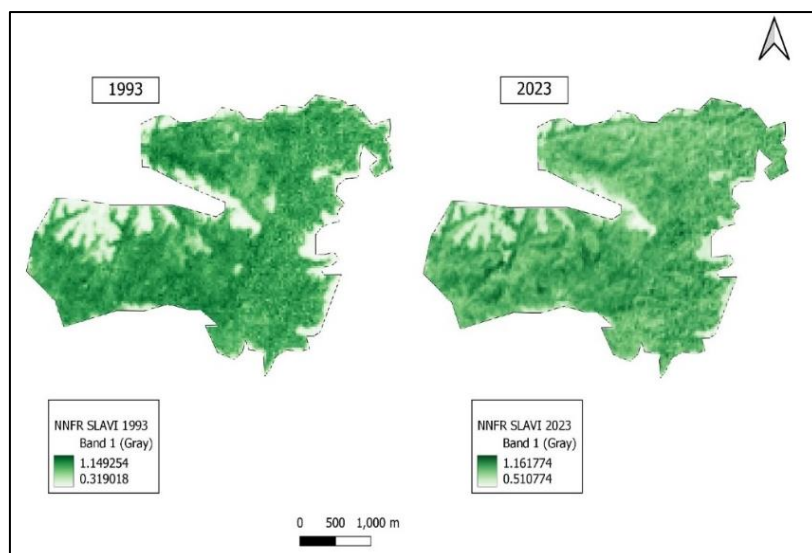 1993
2023
NNFR SLAVI 1993
Band 1 (Gray)
1.149254
0.319018
NNFR SLAVI 2023
Band 1 (Gray)
1.161774
0.510774
0 500 1,000 m